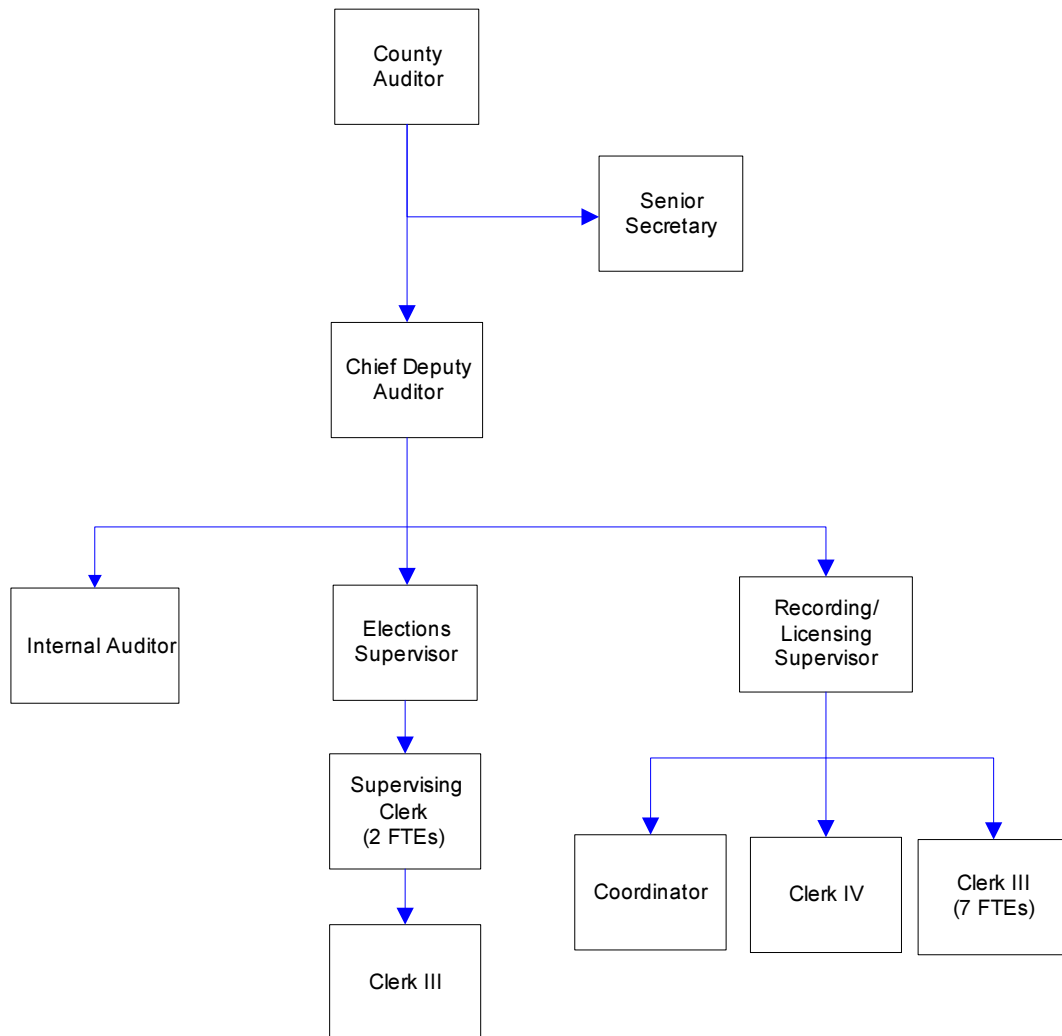 County
Auditor
Senior
Secretary
Chief Deputy
Auditor
Internal Auditor
Elections
Supervisor
Recording/
Licensing
Supervisor
Supervising
Clerk
(2 FTEs)
Coordinator
Clerk IV
Clerk III
(7 FTEs)
Clerk III